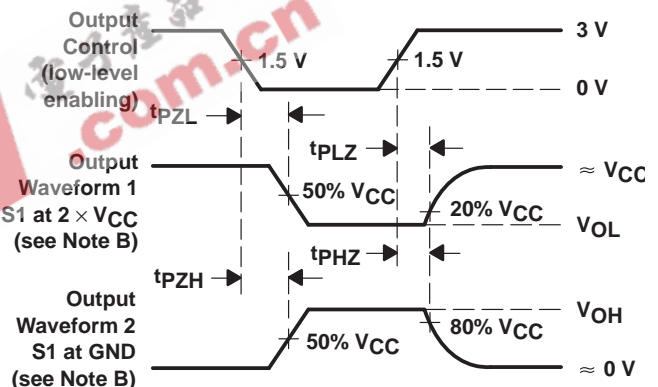 Output
Control
(low-level
enabling)
1.5 V
1.5 V
3 V
0 V
tPZL
tPLZ
Output
Waveform 1
S1 at 2 × VCC
(see Note B)
50% VCC
20% VCC
≈ VCC
VOL
tPZH
tPHZ
Output
Waveform 2
S1 at GND
(see Note B)
50% VCC
80% VCC
VOH
≈ 0 V
.com.cn